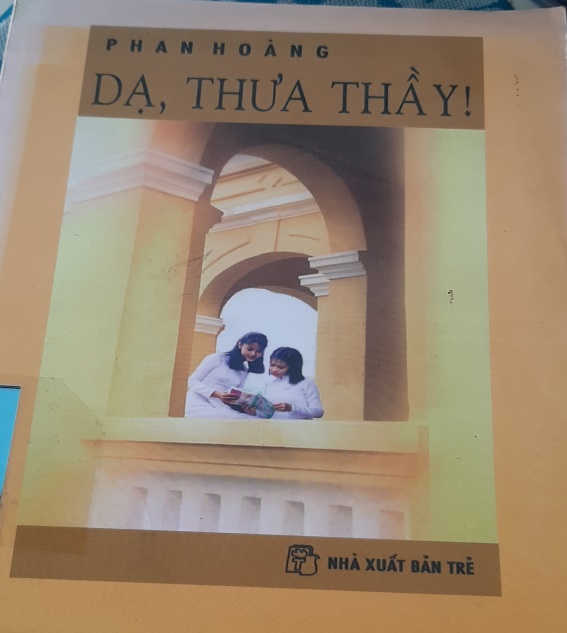 PHAN HOÀNG
DẠ, THƯA THẦY!
NHÀ XUẤT BẢN TRẺ